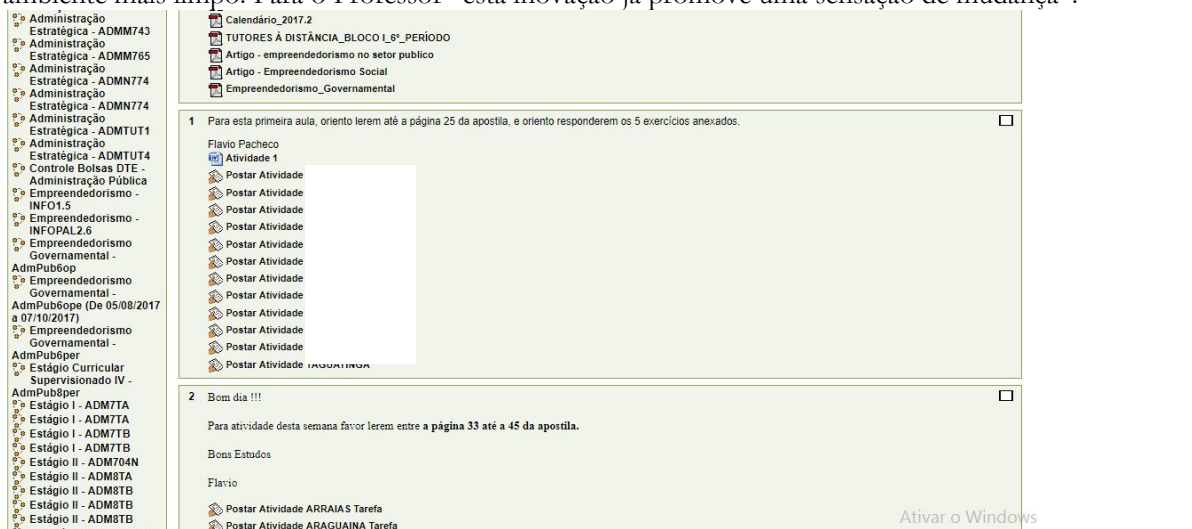 ambiente mais limpo. Para o Professor "esta inovação já promove uma sensação de mudança".
Administração
Estratégica - ADMM743
Administração
Estratégica - ADMM765
Administração
Estratégica - ADMN774
Administração
Estratégica - ADMN774
Administração
Estratégica - ADMTUT1
Administração
Estratégica - ADMTUT4
Controle Bolsas DTE -
Administração Pública
Empreendedorismo -
INFO1.5
Empreendedorismo -
INFOPAL2.6
Empreendedorismo
Governamental -
AdmPub6op
Empreendedorismo
Governamental -
AdmPub6ope (De 05/08/2017
a 07/10/2017)
Empreendedorismo
Governamental -
AdmPub6per
Estágio Curricular
Supervisionado IV -
AdmPub8per
Estágio I - ADM7TA
Estágio I - ADM7TA
Estágio I - ADM7TB
Estágio I - ADM7TB
Estágio II - ADM704N
Estágio II - ADM8TA
Estágio II - ADM8TB
Estágio II - ADM8TB
Estágio II - ADM8TB
Calendário_2017.2
TUTORES À DISTÂNCIA_BLOCO I_6º_PERÍODO
Artigo - empreendedorismo no setor publico
Artigo - Empreendedorismo Social
Empreendedorismo_Governamental
1 Para esta primeira aula, oriento lerem até a página 25 da apostila, e oriento responderem os 5 exercícios anexados.
Flavio Pacheco
Atividade 1
Postar Atividade
Postar Atividade
Postar Atividade
Postar Atividade
Postar Atividade
Postar Atividade
Postar Atividade
Postar Atividade
Postar Atividade
Postar Atividade
Postar Atividade
Postar Atividade TAGUATINGA
2 Bom dia !!!
Para atividade desta semana favor lerem entre a página 33 até a 45 da apostila.
Bons Estudos
Flavio
Postar Atividade ARRAIAS Tarefa
Postar Atividade ARAGUAINA Tarefa
Ativar o Windows